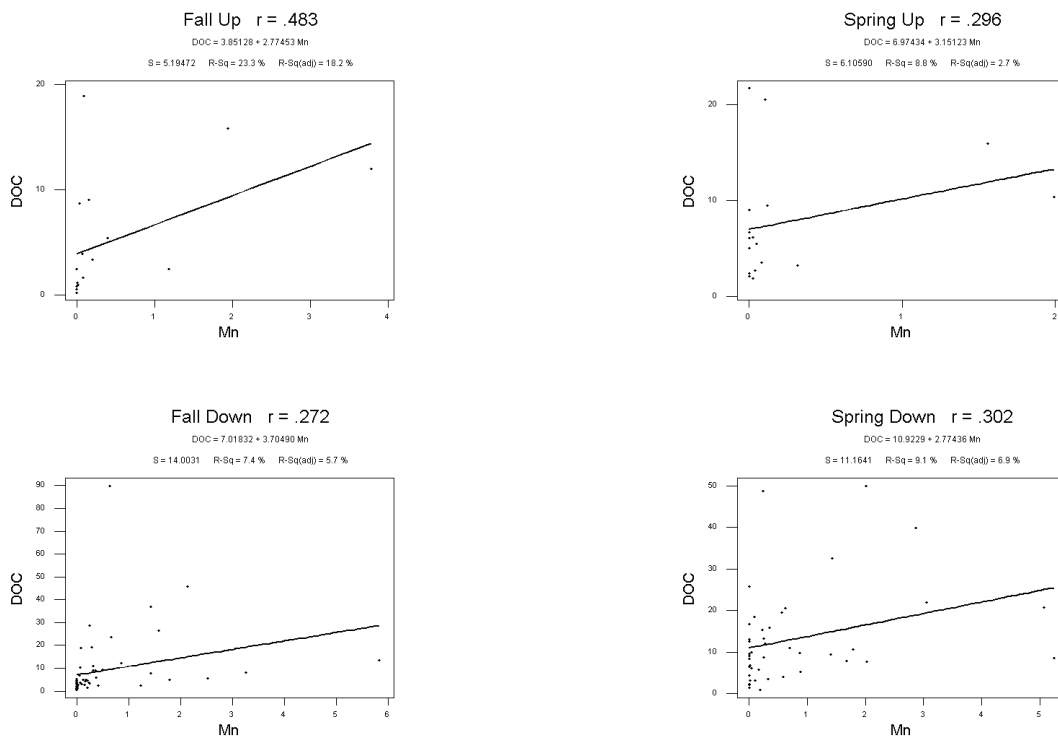 Fall Up r = .483
DOC = 3.85128 + 2.77453 Mn
S = 5.19472 R-Sq = 23.3 % R-Sq(adj) = 18.2 %
20
10
0
DOC
0 1 2 3 4
Mn
Spring Up r = .296
DOC = 6.97434 + 3.15123 Mn
S = 6.10590 R-Sq = 8.8 % R-Sq(adj) = 2.7 %
20
10
0
DOC
0 1 2
Mn
Fall Down r = .272
DOC = 7.01832 + 3.70490 Mn
S = 14.0031 R-Sq = 7.4 % R-Sq(adj) = 5.7 %
90
80
70
60
50
40
30
20
10
0
DOC
0 1 2 3 4 5 6
Mn
Spring Down r = .302
DOC = 10.9229 + 2.77436 Mn
S = 11.1641 R-Sq = 9.1 % R-Sq(adj) = 6.9 %
50
40
30
20
10
0
DOC
0 1 2 3 4 5
Mn